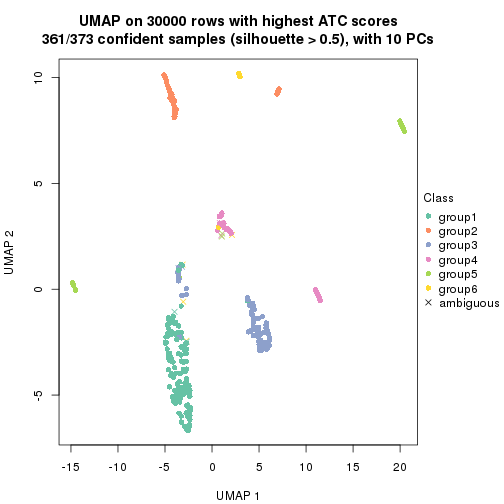 UMAP on 30000 rows with highest ATC scores
361/373 confident samples (silhouette > 0.5), with 10 PCs
10
5
0
-5
UMAP 2
-15
-10
-5
0
5
10
15
20
UMAP 1
Class
group1
group2
group3
group4
group5
group6
ambiguous